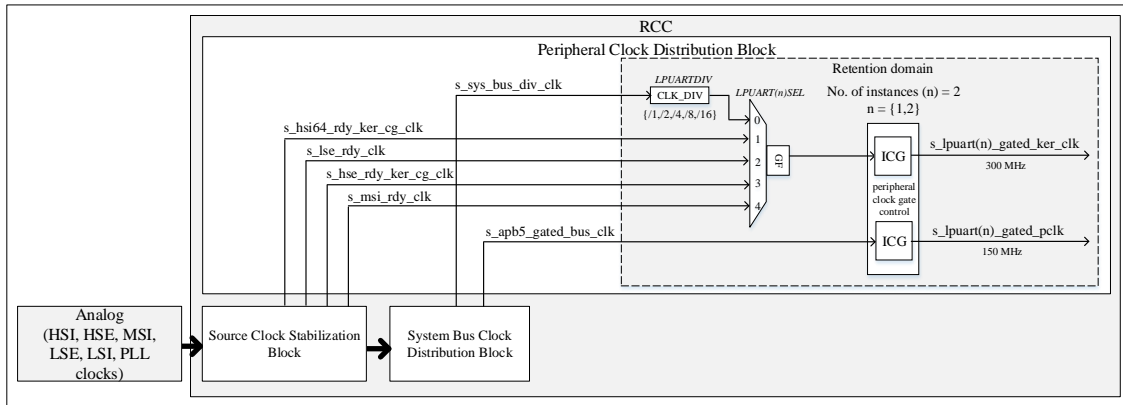 RCC
Peripheral Clock Distribution Block
Retention domain
No. of instances (n) = 2
n = {1,2}
s_sys_bus_div_clk
LPUARTDIV
CLK_DIV
{/1,/2,/4,/8,/16}
LPUART(n)SEL
0
1
2
3
4
GF
s_hsi64_rdy_ker_cg_clk
s_lse_rdy_clk
s_hse_rdy_ker_cg_clk
s_msi_rdy_clk
s_apb5_gated_bus_clk
ICG
peripheral
clock gate
control
ICG
s_lpuart(n)_gated_ker_clk
300 MHz
s_lpuart(n)_gated_pclk
150 MHz
Analog
(HSI, HSE, MSI,
LSE, LSI, PLL
clocks)
Source Clock Stabilization
Block
System Bus Clock
Distribution Block